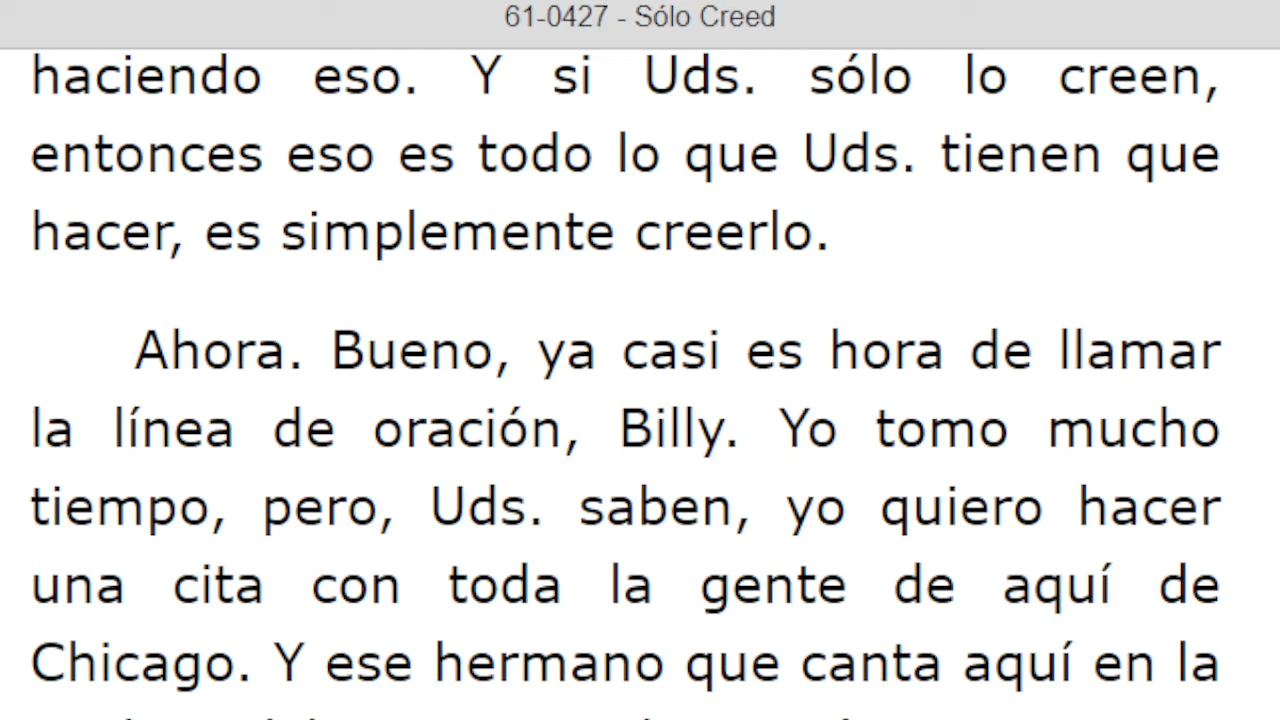 61-0427 - Sólo Creed
haciendo eso. Y si Uds. sólo lo creen,
entonces eso es todo lo que Uds. tienen que
hacer, es simplemente creerlo.
Ahora. Bueno, ya casi es hora de llamar
la línea de oración, Billy. Yo tomo mucho
tiempo, pero, Uds. saben, yo quiero hacer
una cita con toda la gente de aquí de
Chicago. Y ese hermano que canta aquí en la